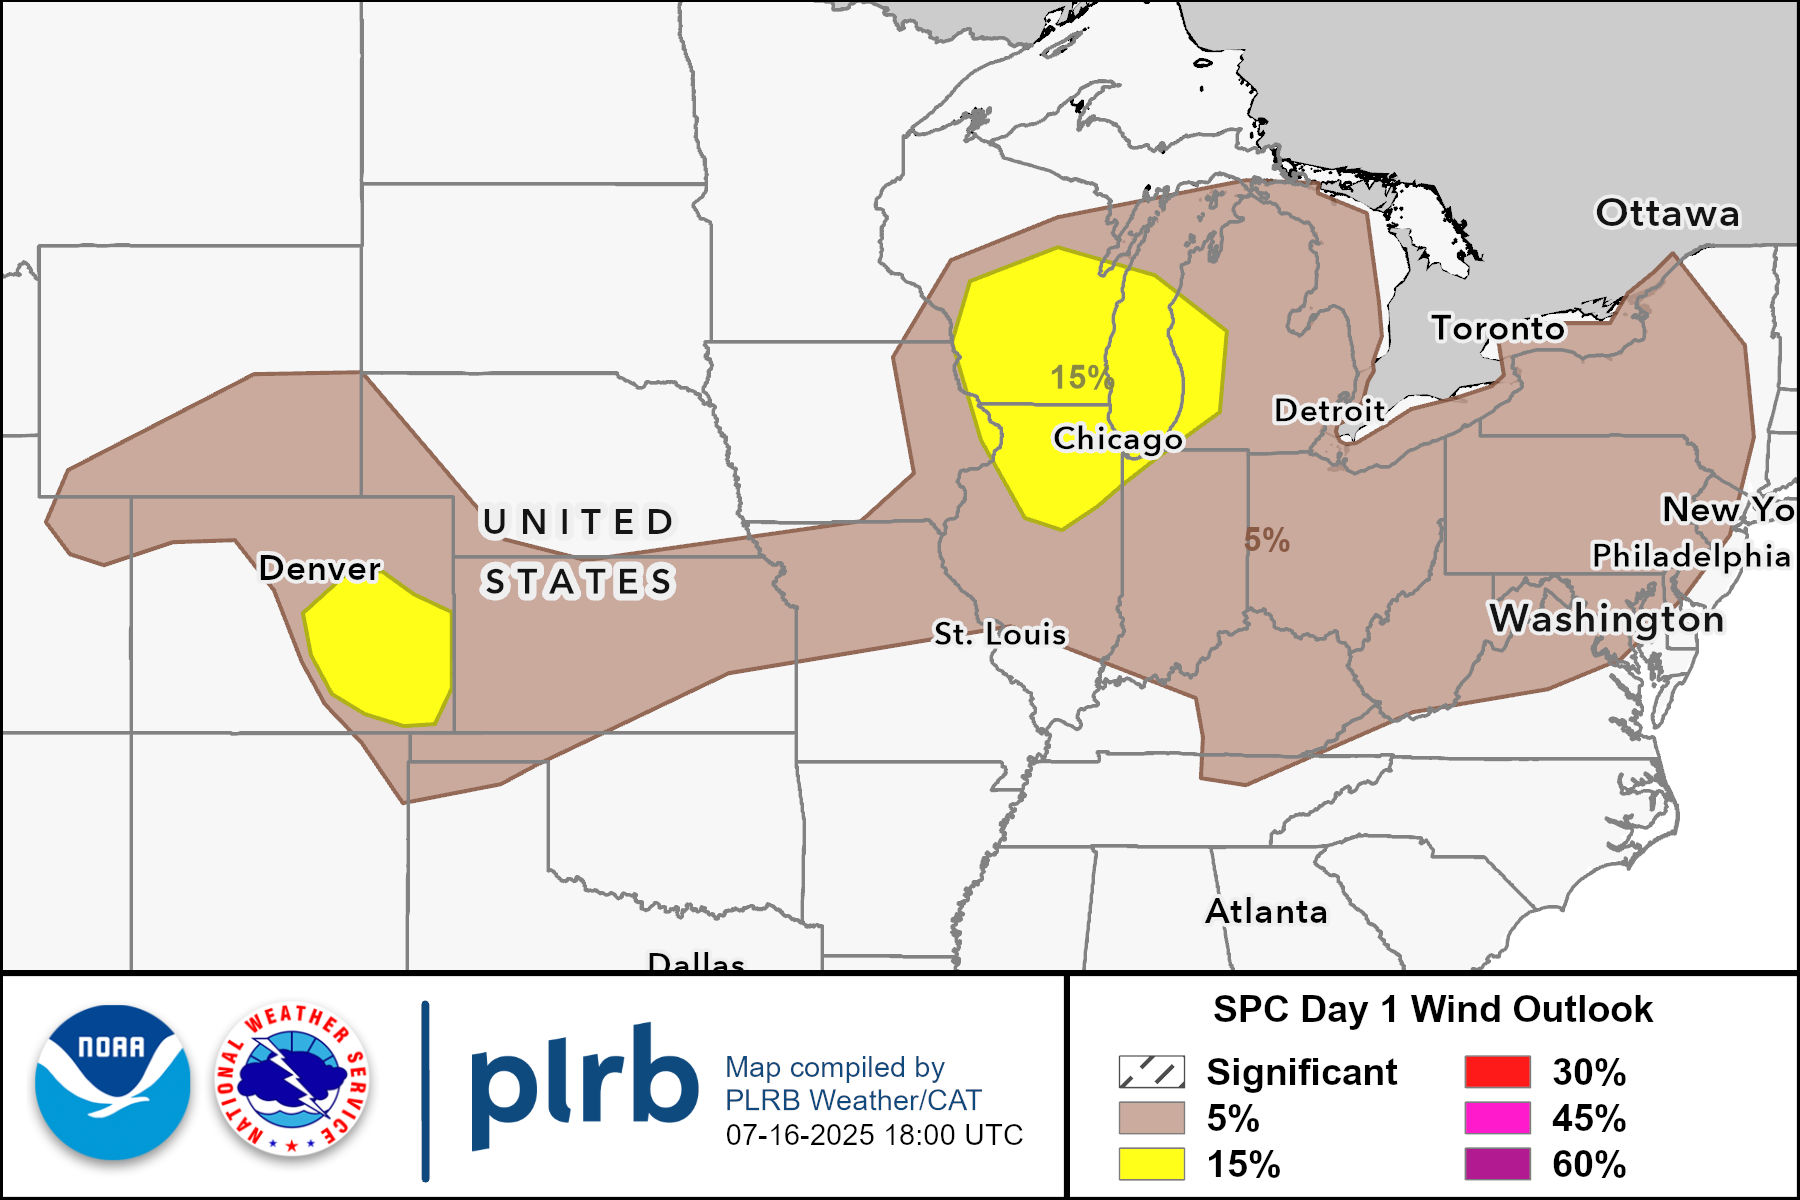 Ottawa
Toronto
15%
Detroit
Chicago
UNITED
New Yo
5%
Philadelphia
Denver
STATES
Washington
St. Louis
Atlanta
Dallas
NOAA
NATIONAL WEATHER SERVICE
plrb
Map compiled by
PLRB Weather/CAT
07-16-2025 18:00 UTC
SPC Day 1 Wind Outlook
Significant
5%
15%
30%
45%
60%